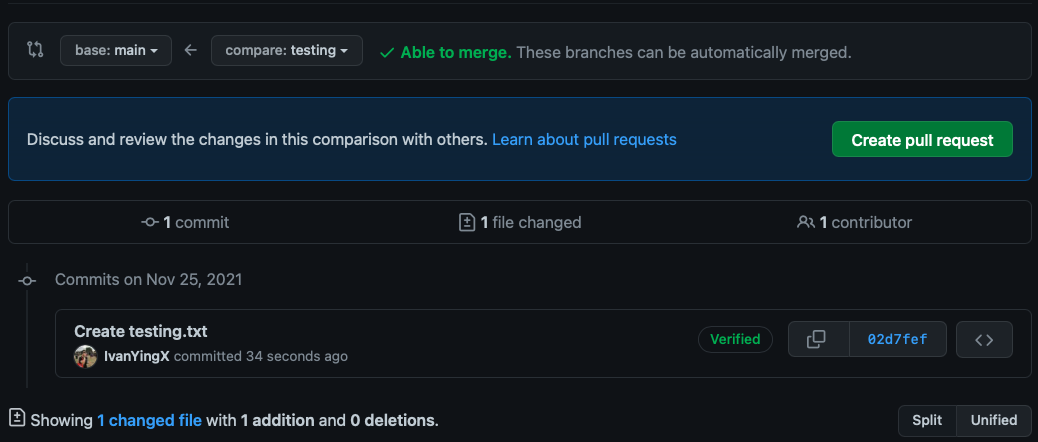 base: main compare: testing Able to merge. These branches can be automatically merged.
Discuss and review the changes in this comparison with others. Learn about pull requests Create pull request
1 commit 1 file changed 1 contributor
Commits on Nov 25, 2021
Create testing.txt
IvanYingX committed 34 seconds ago Verified 02d7fef
Showing 1 changed file with 1 addition and 0 deletions. Split Unified